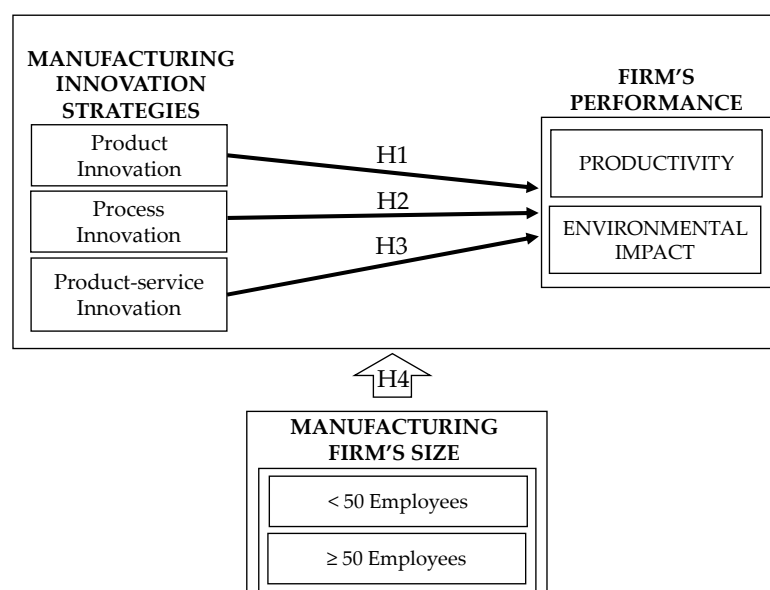 MANUFACTURING
INNOVATION
STRATEGIES
Product
Innovation
Process
Innovation
Product-service
Innovation
H1
H2
H3
FIRM'S
PERFORMANCE
PRODUCTIVITY
ENVIRONMENTAL
IMPACT
H4
MANUFACTURING
FIRM'S SIZE
< 50 Employees
≥ 50 Employees